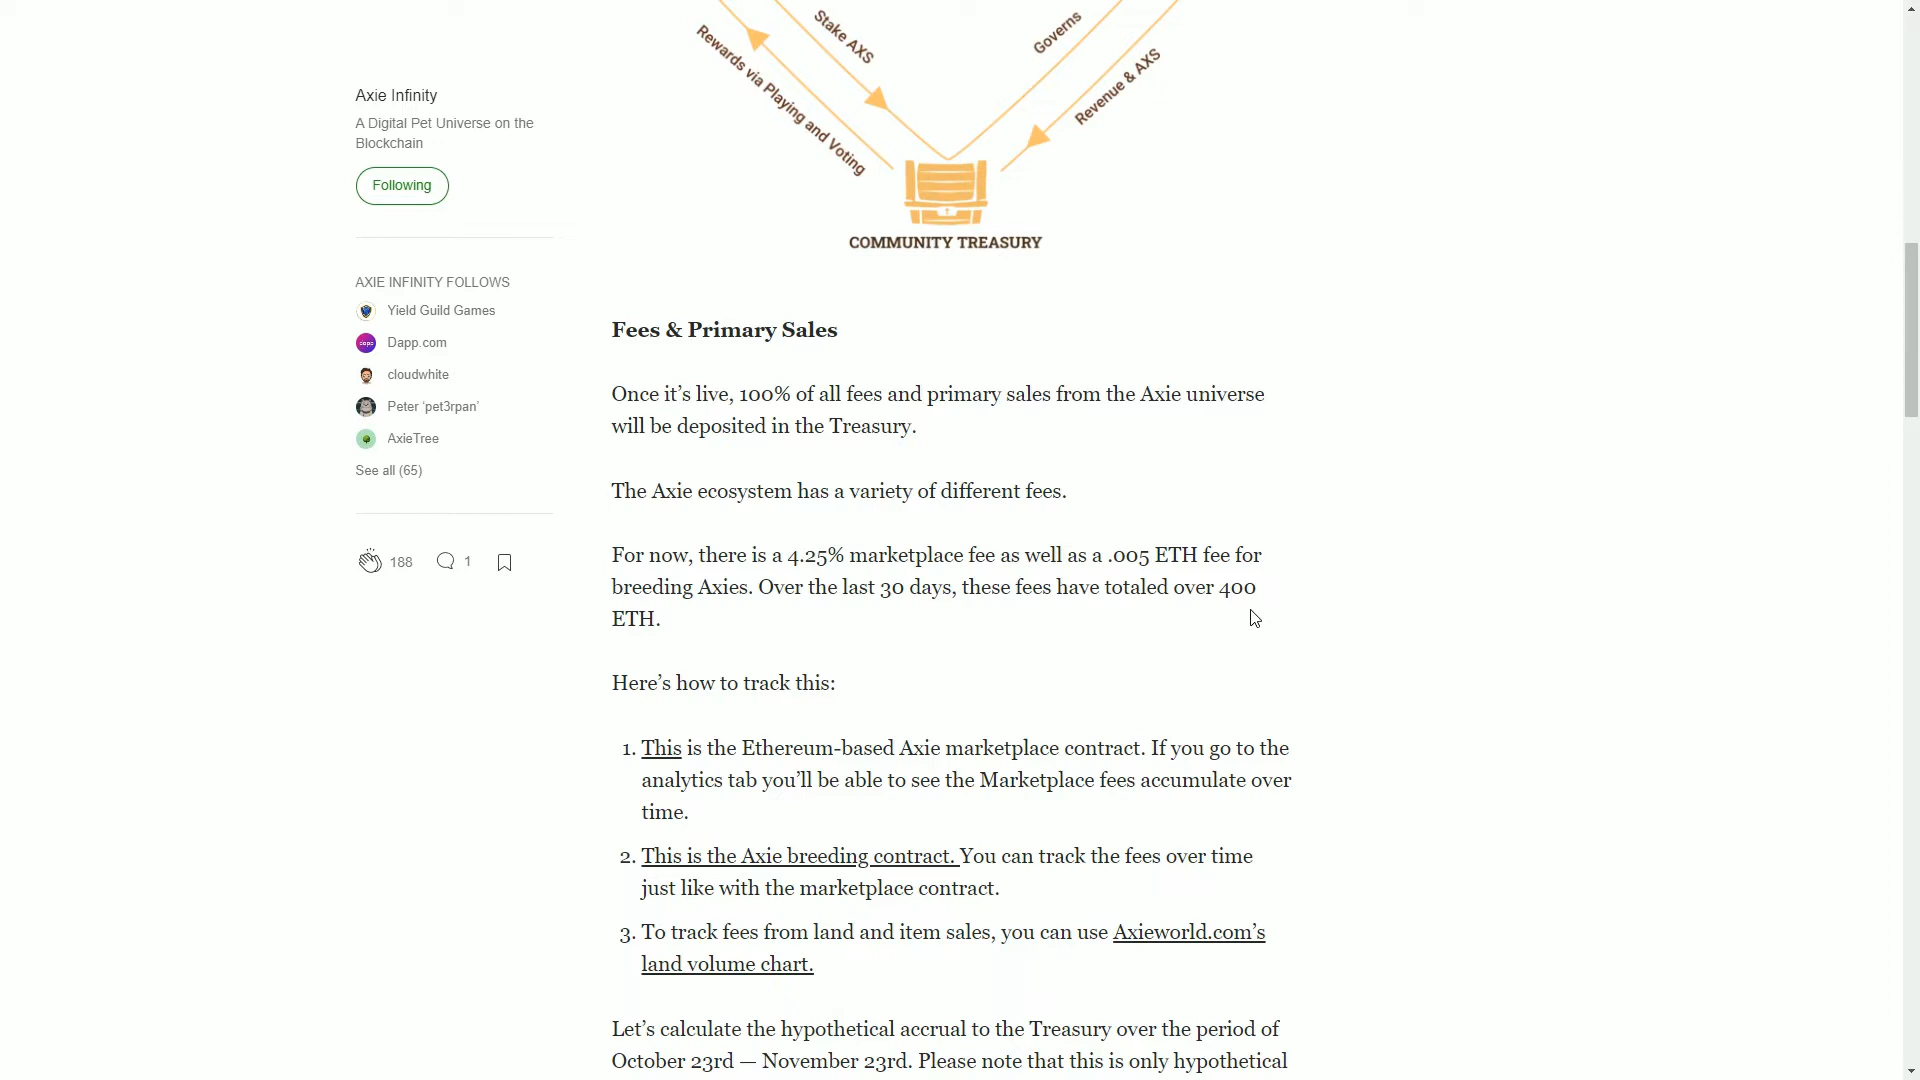 Stake AXS
Governs
Rewards via Playing and Voting
Revenue & AXS
COMMUNITY TREASURY
Axie Infinity
A Digital Pet Universe on the
Blockchain
Following
AXIE INFINITY FOLLOWS
Yield Guild Games
Dapp.com
cloudwhite
Peter ‘pet3rpan’
AxieTree
See all (65)
188
1
Fees & Primary Sales
Once it’s live, 100% of all fees and primary sales from the Axie universe
will be deposited in the Treasury.
The Axie ecosystem has a variety of different fees.
For now, there is a 4.25% marketplace fee as well as a .005 ETH fee for
breeding Axies. Over the last 30 days, these fees have totaled over 400
ETH.
Here’s how to track this:
1. This is the Ethereum-based Axie marketplace contract. If you go to the
analytics tab you’ll be able to see the Marketplace fees accumulate over
time.
2. This is the Axie breeding contract. You can track the fees over time
just like with the marketplace contract.
3. To track fees from land and item sales, you can use Axieworld.com’s
land volume chart.
Let’s calculate the hypothetical accrual to the Treasury over the period of
October 23rd — November 23rd. Please note that this is only hypothetical